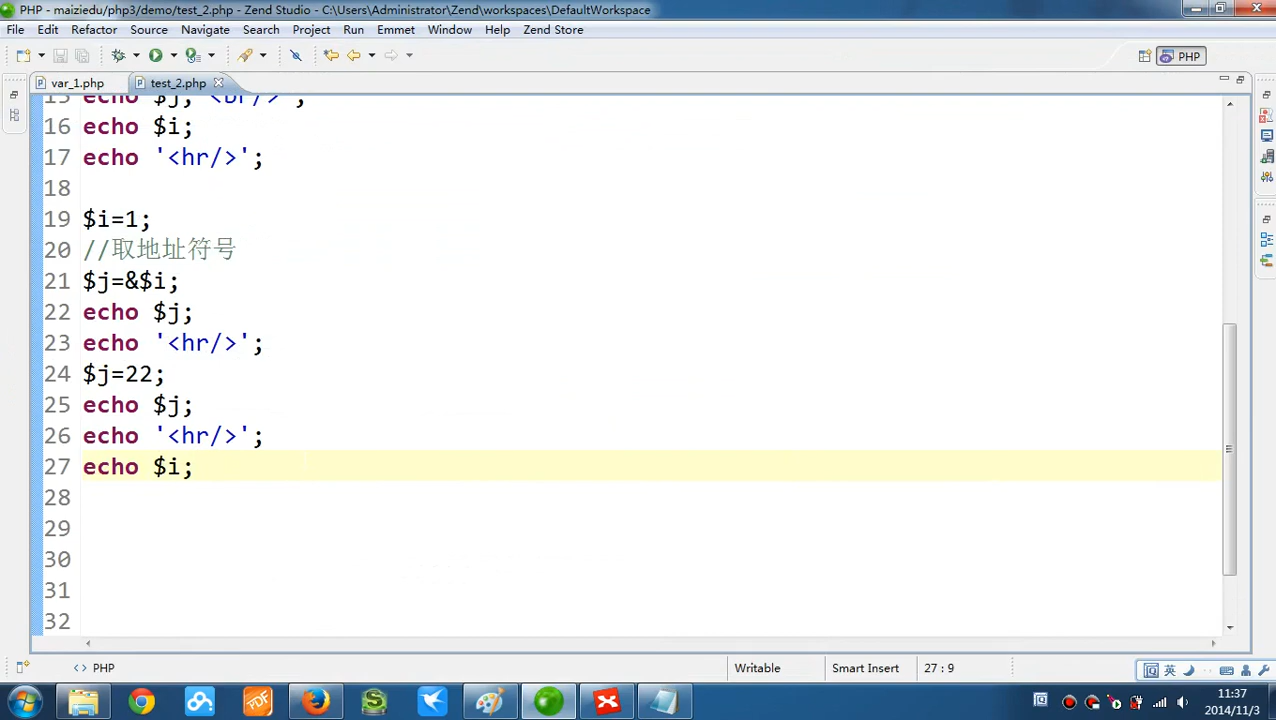 PHP - maiziedu/php3/demo/test_2.php - Zend Studio - C:\Users\Administrator\Zend\workspaces\DefaultWorkspace
File Edit Refactor Source Navigate Search Project Run Emmet Window Help Zend Store
PHP
var_1.php test_2.php
15 echo $j,'<br/>';
16 echo $i;
17 echo '<hr/>';
18
19 $i=1;
20 //取地址符号
21 $j=&$i;
22 echo $j;
23 echo '<hr/>';
24 $j=22;
25 echo $j;
26 echo '<hr/>';
27 echo $i;
28
29
30
31
32
<> PHP Writable Smart Insert 27 : 9
英
PDF
11:37
2014/11/3